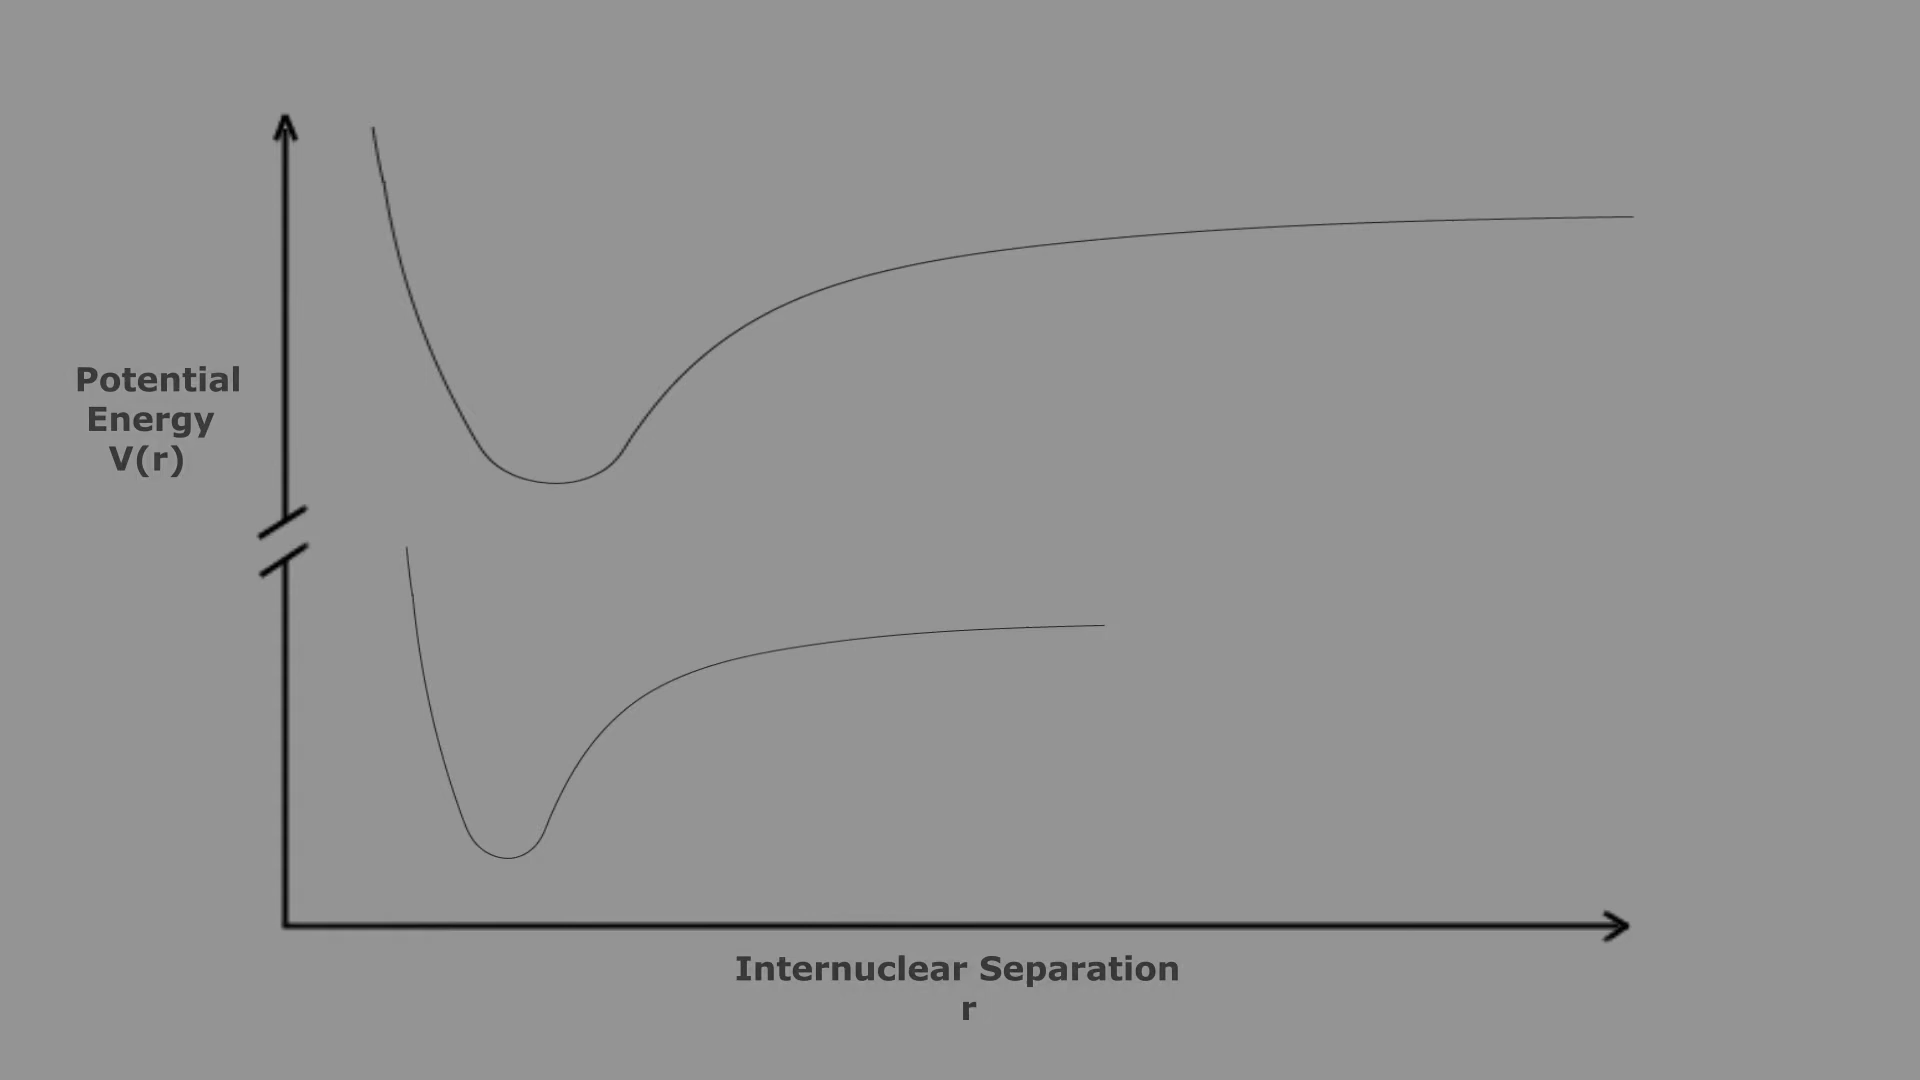 Potential
Energy
V(r)
Internuclear Separation
r